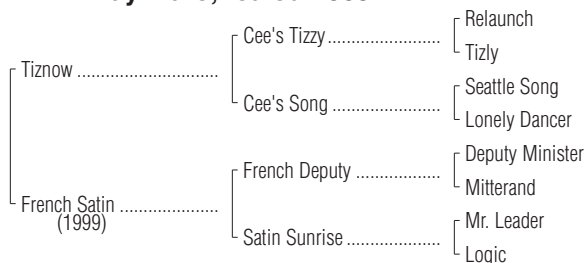 Relaunch
Cee's Tizzy ........................
Tizly
Tiznow ..............................
Seattle Song
Cee's Song .......................
Lonely Dancer
Deputy Minister
French Deputy ..................
Mitterand
French Satin .....................
(1999)
Mr. Leader
Satin Sunrise ....................
Logic